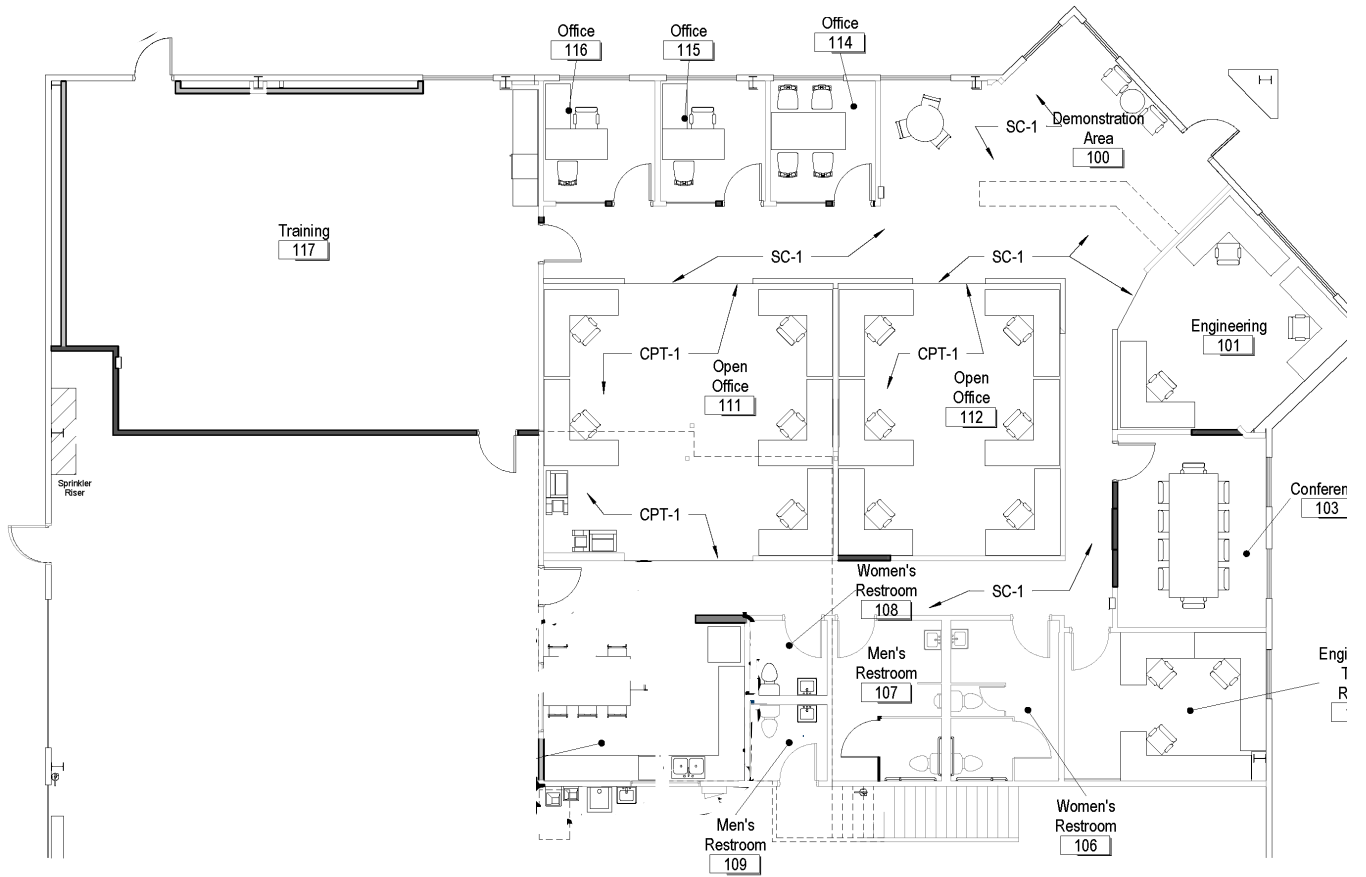 Office
116
Office
115
Office
114
SC-1
Demonstration
Area
100
Training
117
SC-1
SC-1
Engineering
101
CPT-1
CPT-1
Open
Office
111
Open
Office
112
Sprinkler
Riser
CPT-1
103
Women's
Restroom
108
SC-1
Men's
Restroom
107
Women's
Restroom
106
Men's
Restroom
109